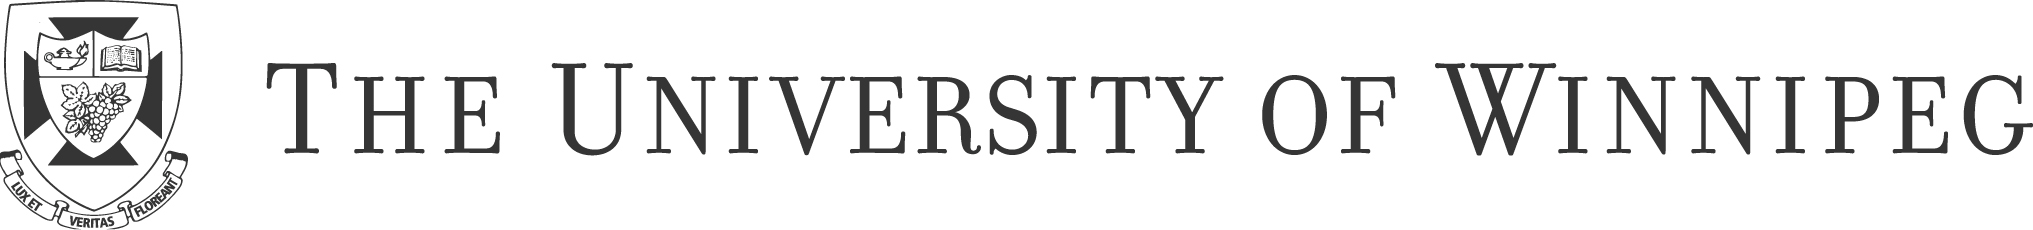 THE UNIVERSITY OF WINNIPEG
LUX ET VERITAS FLOREANT